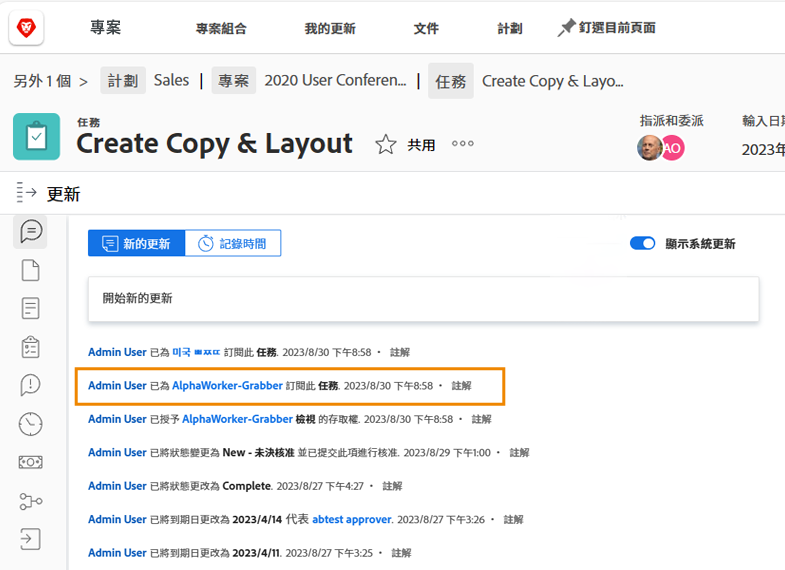 專案 專案組合 我的更新 文件 計劃 釘選目前頁面
另外 1 個 > 計劃 Sales | 專案 2020 User Conferen... | 任務 Create Copy & Layo...
任務
Create Copy & Layout 共用
指派和委派 輸入日期
AO 2023年
更新
新的更新 記錄時間 顯示系統更新
開始新的更新
Admin User 已為 미국 ㅃㅉㄸ 訂閱此 任務. 2023/8/30 下午8:58 • 註解
Admin User 已為 AlphaWorker-Grabber 訂閱此 任務. 2023/8/30 下午8:58 • 註解
Admin User 已授予 AlphaWorker-Grabber 檢視 的存取權. 2023/8/30 下午8:58 • 註解
Admin User 已將狀態變更為 New - 未決核准 並已提交此項進行核准. 2023/8/29 下午1:00 • 註解
Admin User 已將狀態更改為 Complete. 2023/8/27 下午4:27 • 註解
Admin User 已將到期日更改為 2023/4/14 代表 abtest approver. 2023/8/27 下午3:26 • 註解
Admin User 已將到期日更改為 2023/4/11. 2023/8/27 下午3:25 • 註解